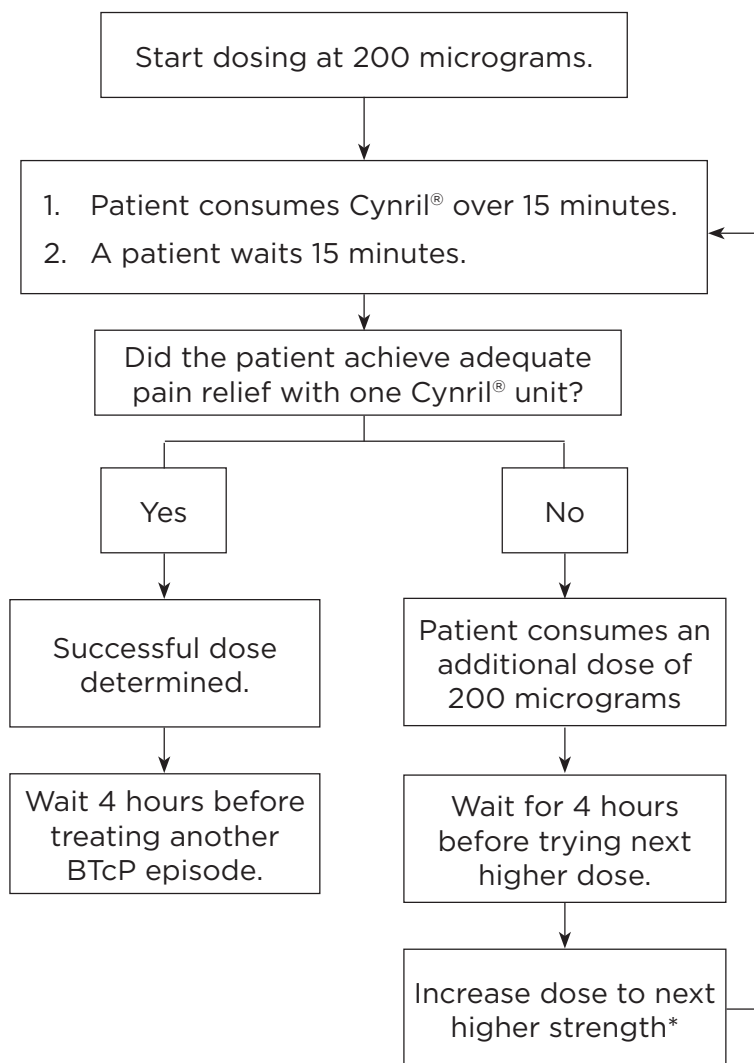 Start dosing at 200 micrograms.
1. Patient consumes Cynril® over 15 minutes.
2. A patient waits 15 minutes.
Did the patient achieve adequate
pain relief with one Cynril® unit?
Yes
No
Successful dose
determined.
Patient consumes an
additional dose of
200 micrograms
Wait 4 hours before
treating another
BTcP episode.
Wait for 4 hours
before trying next
higher dose.
Increase dose to next
higher strength*